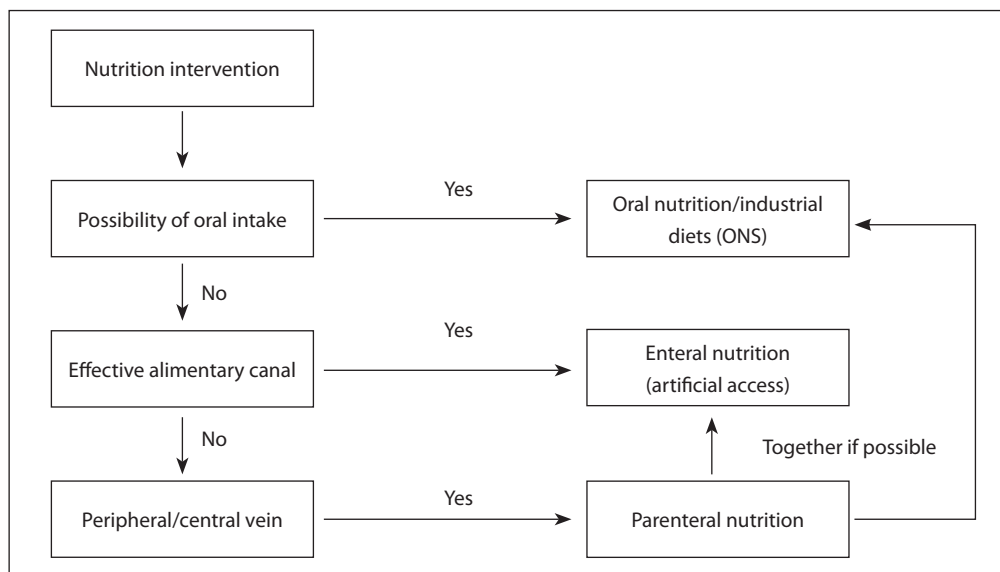 Nutrition intervention
Yes
Possibility of oral intake
Oral nutrition/industrial
diets (ONS)
No
Yes
Effective alimentary canal
Enteral nutrition
(artificial access)
No
Together if possible
Yes
Peripheral/central vein
Parenteral nutrition